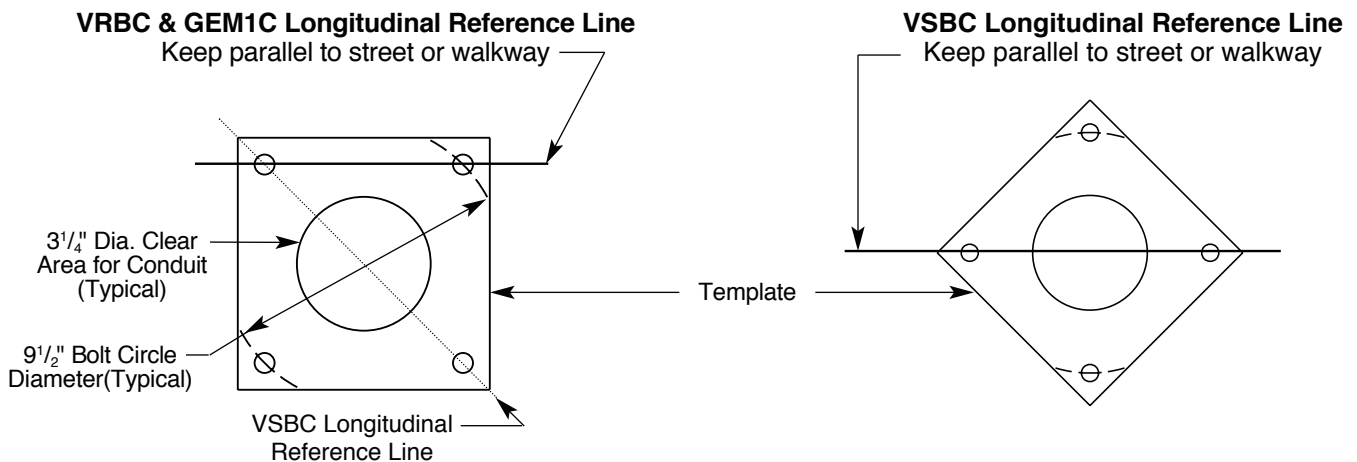 VRBC & GEM1C Longitudinal Reference Line
Keep parallel to street or walkway
VSBC Longitudinal Reference Line
Keep parallel to street or walkway
3¹/₄" Dia. Clear
Area for Conduit
(Typical)
Template
9¹/₂" Bolt Circle
Diameter(Typical)
VSBC Longitudinal
Reference Line